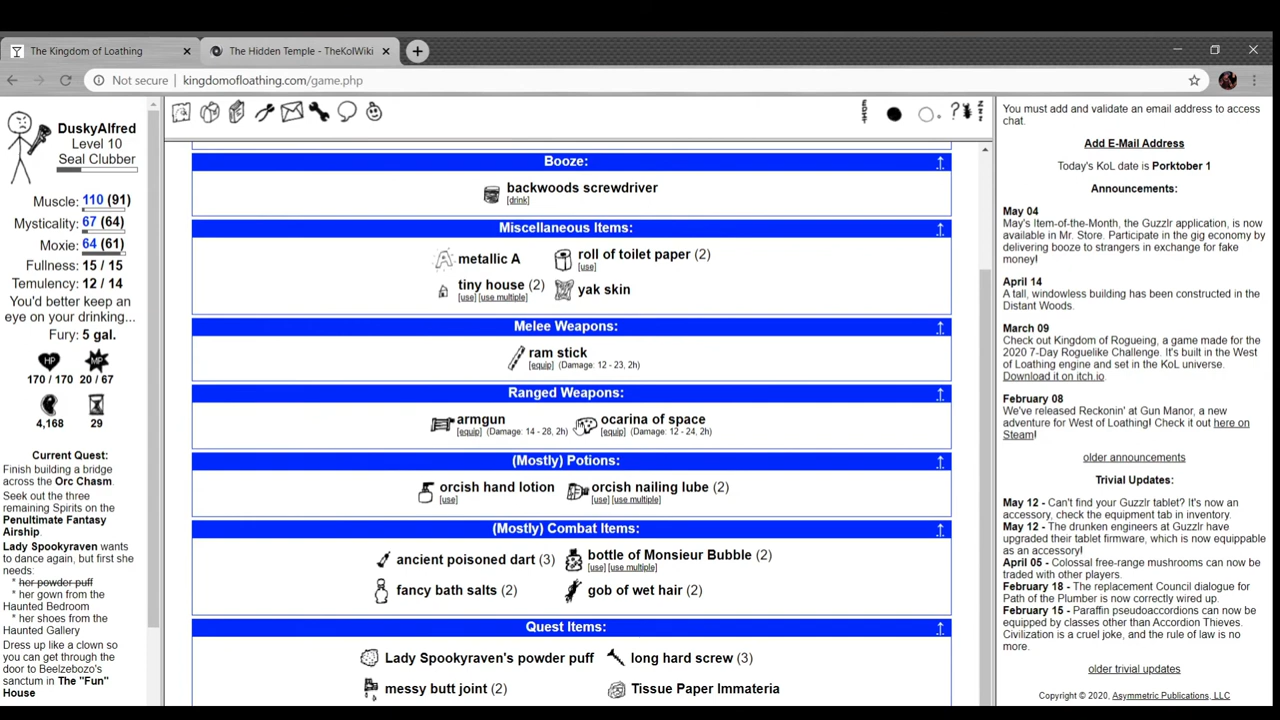 The Kingdom of Loathing
The Hidden Temple - TheKolWiki
Not secure | kingdomofloathing.com/game.php
DuskyAlfred
Level 10
Seal Clubber
Muscle: 110 (91)
Mysticality: 67 (64)
Moxie: 64 (61)
Fullness: 15 / 15
Temulency: 12 / 14
You'd better keep an
eye on your drinking...
Fury: 5 gal.
HP MP
170 / 170 20 / 67
4,168 29
Current Quest:
Finish building a bridge
across the Orc Chasm.
Seek out the three
remaining Spirits on the
Penultimate Fantasy
Airship.
Lady Spookyraven wants
to dance again, but first she
needs:
* her powder puff
* her gown from the
Haunted Bedroom
* her shoes from the
Haunted Gallery
Dress up like a clown so
you can get through the
door to Beelzebozo's
sanctum in The "Fun"
House
Booze:
backwoods screwdriver
[drink]
Miscellaneous Items:
metallic A
roll of toilet paper (2)
[use]
tiny house (2)
[use] [use multiple]
yak skin
Melee Weapons:
ram stick
[equip] (Damage: 12 - 23, 2h)
Ranged Weapons:
armgun
[equip] (Damage: 14 - 28, 2h)
ocarina of space
[equip] (Damage: 12 - 24, 2h)
(Mostly) Potions:
orcish hand lotion
[use]
orcish nailing lube (2)
[use] [use multiple]
(Mostly) Combat Items:
ancient poisoned dart (3)
bottle of Monsieur Bubble (2)
[use] [use multiple]
fancy bath salts (2)
gob of wet hair (2)
Quest Items:
Lady Spookyraven's powder puff
long hard screw (3)
messy butt joint (2)
Tissue Paper Immateria
You must add and validate an email address to access
chat.
Add E-Mail Address
Today's KoL date is Porktober 1
Announcements:
May 04
May's Item-of-the-Month, the Guzzlr application, is now
available in Mr. Store. Participate in the gig economy by
delivering booze to strangers in exchange for fake
money!
April 14
A tall, windowless building has been constructed in the
Distant Woods.
March 09
Check out Kingdom of Rogueing, a game made for the
2020 7-Day Roguelike Challenge. It's built in the West
of Loathing engine and set in the KoL universe.
Download it on itch.io.
February 08
We've released Reckonin' at Gun Manor, a new
adventure for West of Loathing! Check it out here on
Steam!
older announcements
Trivial Updates:
May 12 - Can't find your Guzzlr tablet? It's now an
accessory, check the equipment tab in inventory.
May 12 - The drunken engineers at Guzzlr have
upgraded their tablet firmware, which is now equippable
as an accessory!
April 05 - Colossal free-range mushrooms can now be
traded with other players.
February 18 - The replacement Council dialogue for
Path of the Plumber is now correctly wired up.
February 15 - Paraffin pseudoaccordions can now be
equipped by classes other than Accordion Thieves.
Civilization is a cruel joke, and the rule of law is no
more.
older trivial updates
Copyright © 2020, Asymmetric Publications, LLC